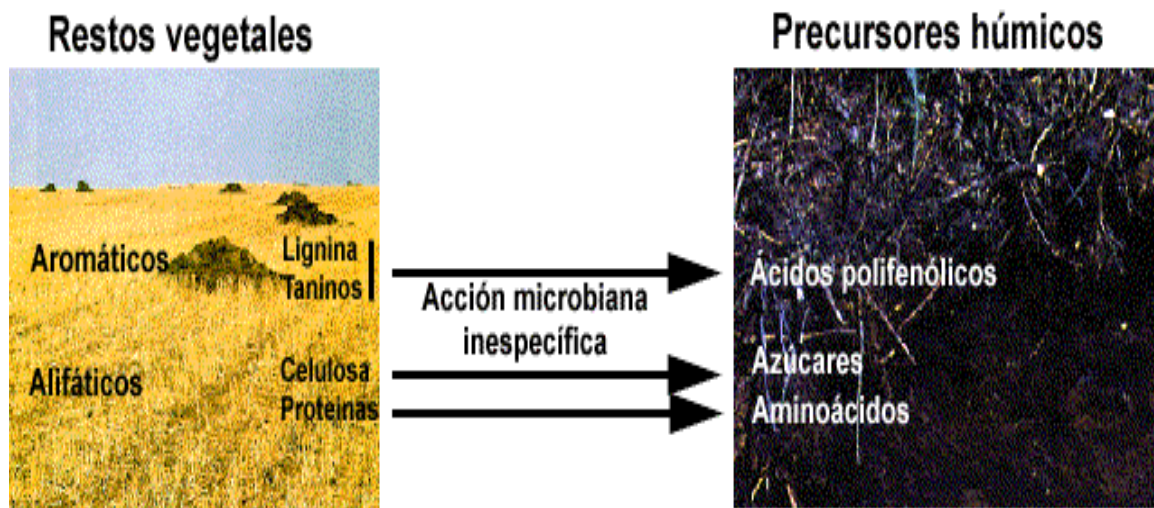 Restos vegetales
Precursores húmicos
Aromáticos
Lignina
Taninos
Acción microbiana
inespecífica
Ácidos polifenólicos
Alifáticos
Celulosa
Proteinas
Azúcares
Aminoácidos